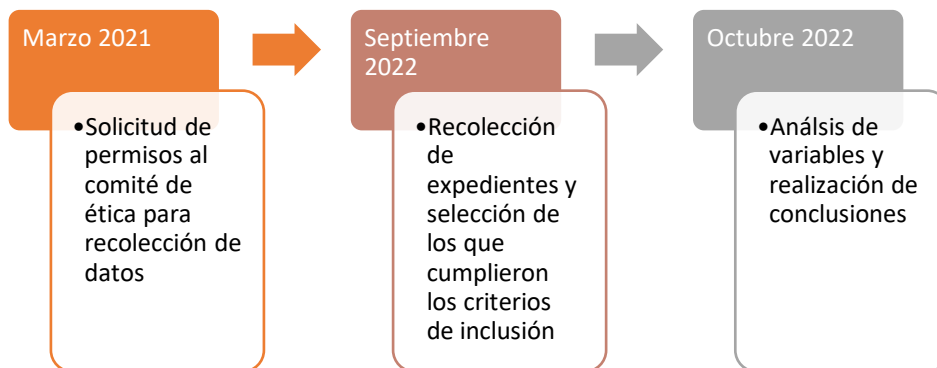 Marzo 2021
•Solicitud de
permisos al
comité de
ética para
recolección de
datos
Septiembre
2022
•Recolección
de
expedientes y
selección de
los que
cumplieron
los criterios
de inclusión
Octubre 2022
•Análsis de
variables y
realización de
conclusiones